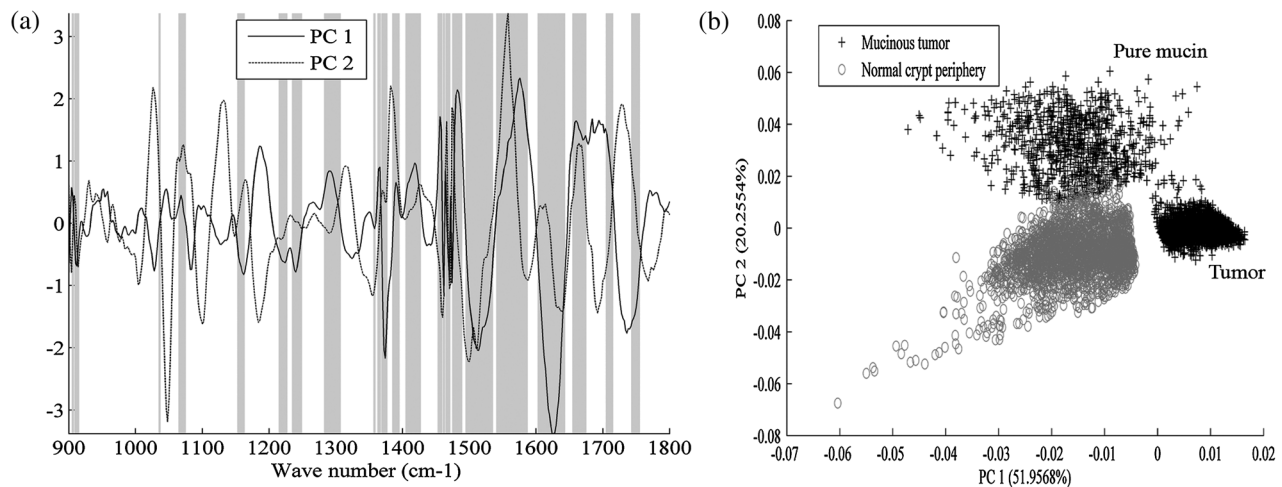 (a)
3
2
1
0
-1
-2
-3
PC 1
PC 2
900 1000 1100 1200 1300 1400 1500 1600 1700 1800
Wave number (cm-1)
(b)
PC 2 (20.2554%)
0.08
0.06
0.04
0.02
0
-0.02
-0.04
-0.06
-0.08
Mucinous tumor
Normal crypt periphery
Pure mucin
Tumor
-0.07 -0.06 -0.05 -0.04 -0.03 -0.02 -0.01 0 0.01 0.02
PC 1 (51.9568%)